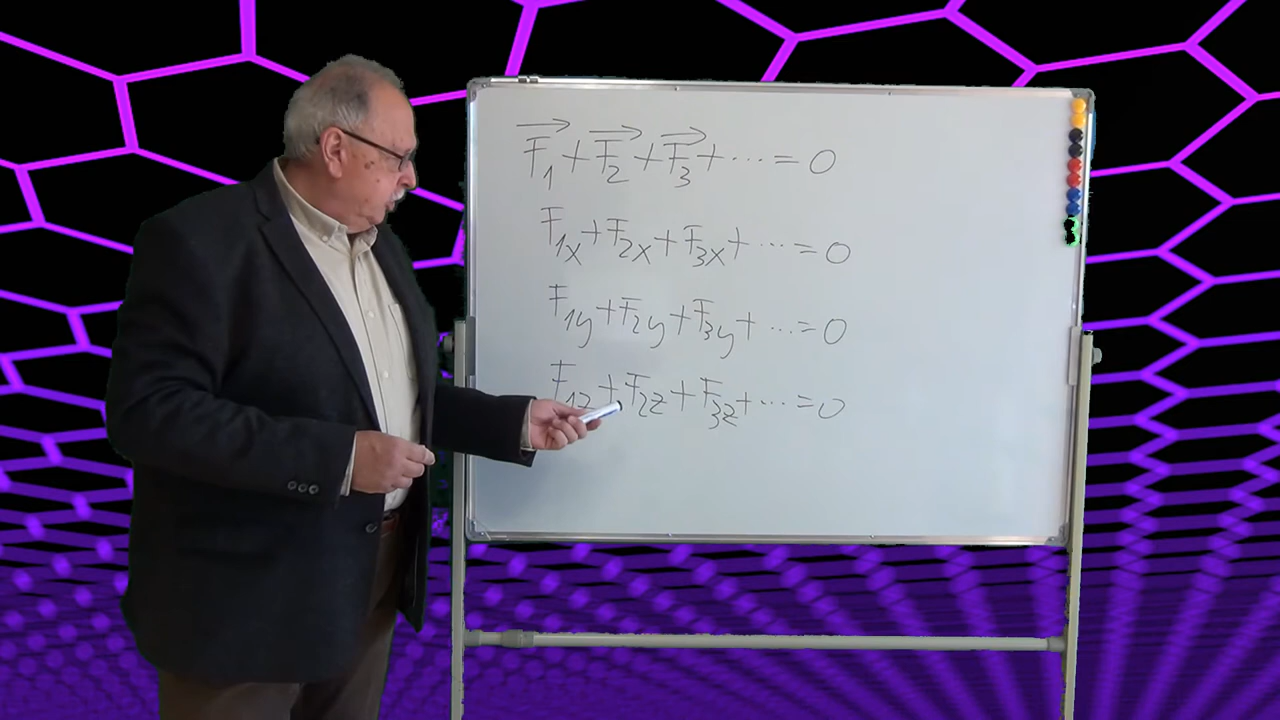 F⃗₁ + F⃗₂ + F⃗₃ + ... = 0
F₁ₓ + F₂ₓ + F₃ₓ + ... = 0
F₁y + F₂y + F₃y + ... = 0
F₁z + F₂z + F₃z + ... = 0